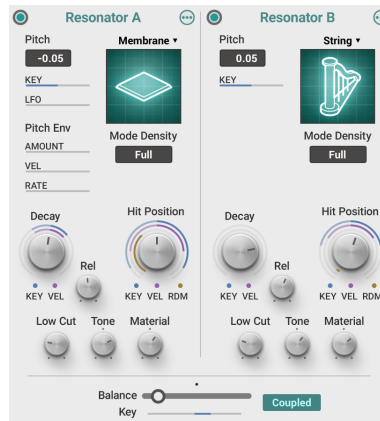 Resonator A
Pitch
Membrane
-0.05
KEY
LFO
Pitch Env
Mode Density
AMOUNT
Full
VEL
RATE
Decay
Hit Position
Rel
KEY VEL
KEY VEL RDM
Low Cut
Tone
Material
Resonator B
Pitch
String
0.05
KEY
Mode Density
Full
Decay
Hit Position
Rel
KEY VEL
KEY VEL RDM
Low Cut
Tone
Material
Balance
Key
Coupled